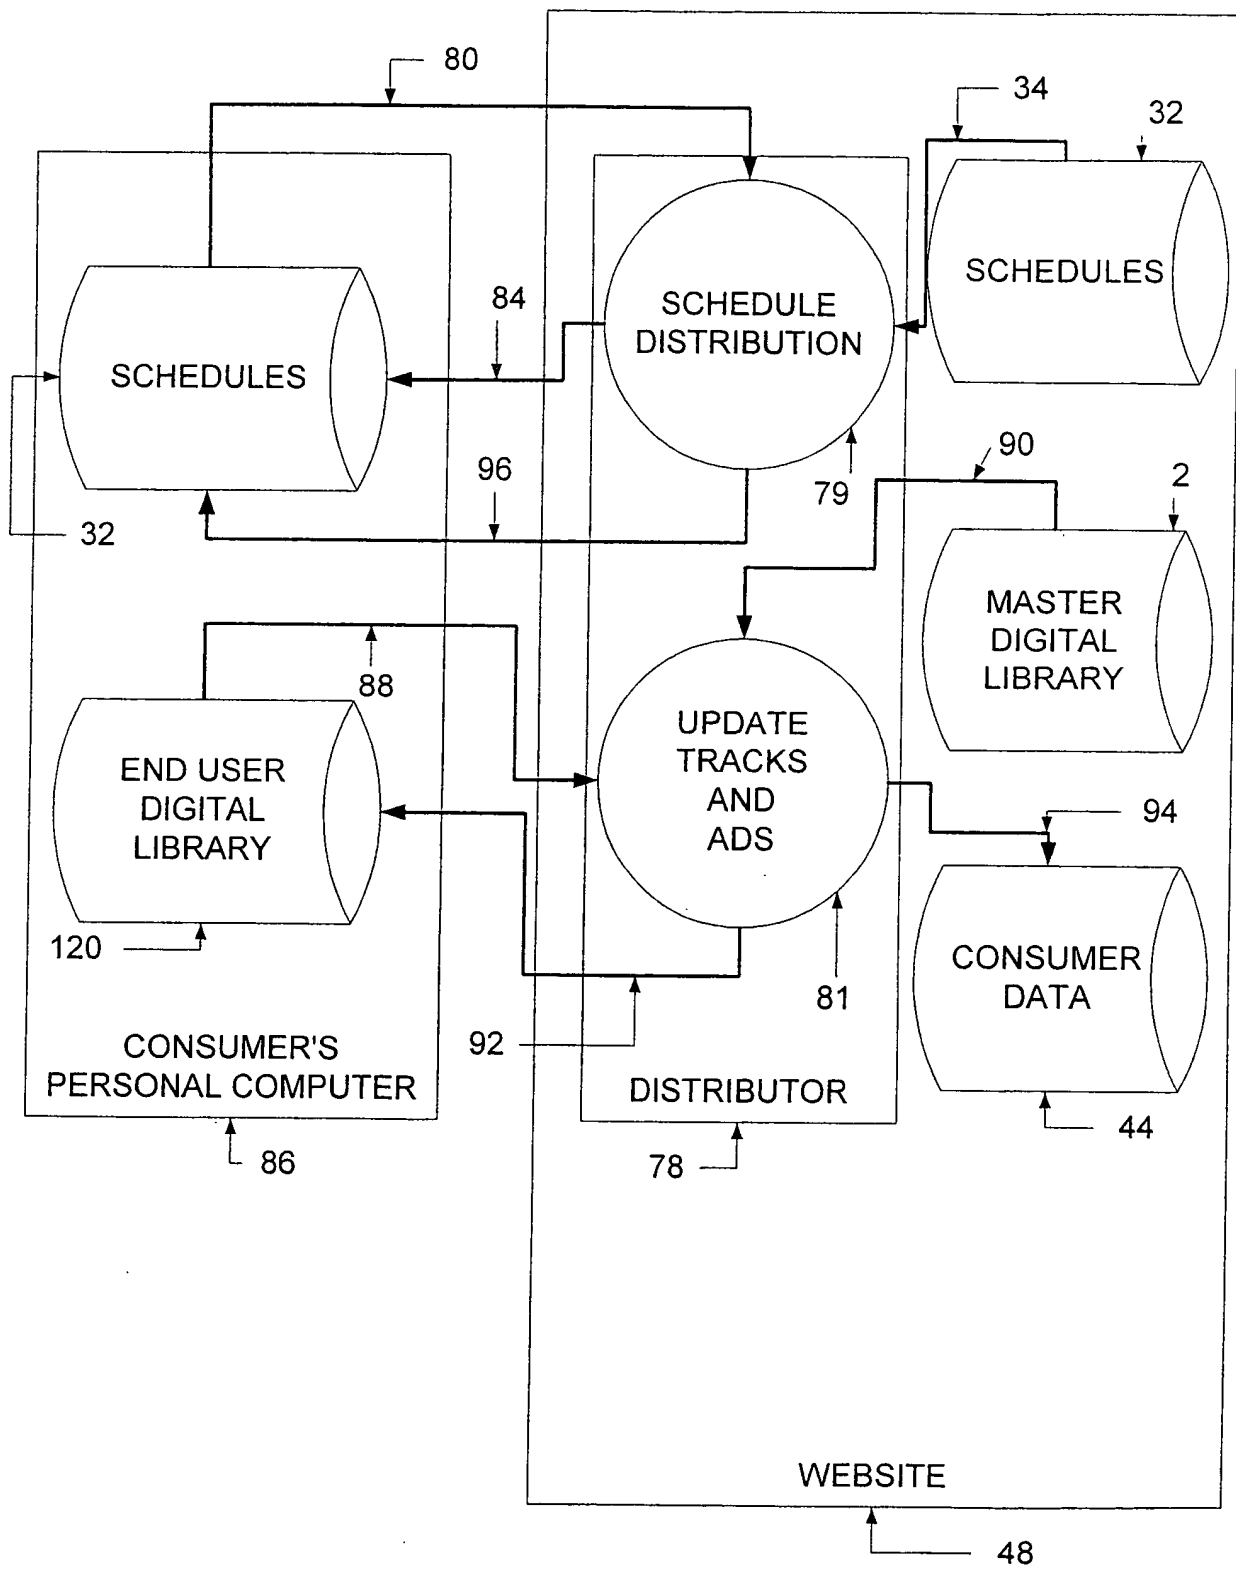 80
34
32
SCHEDULES
SCHEDULE
DISTRIBUTION
84
SCHEDULES
90
96
79
2
32
MASTER
DIGITAL
LIBRARY
88
UPDATE
TRACKS
AND
ADS
END USER
DIGITAL
LIBRARY
94
120
CONSUMER
DATA
81
92
CONSUMER'S
PERSONAL COMPUTER
DISTRIBUTOR
44
86
78
WEBSITE
48